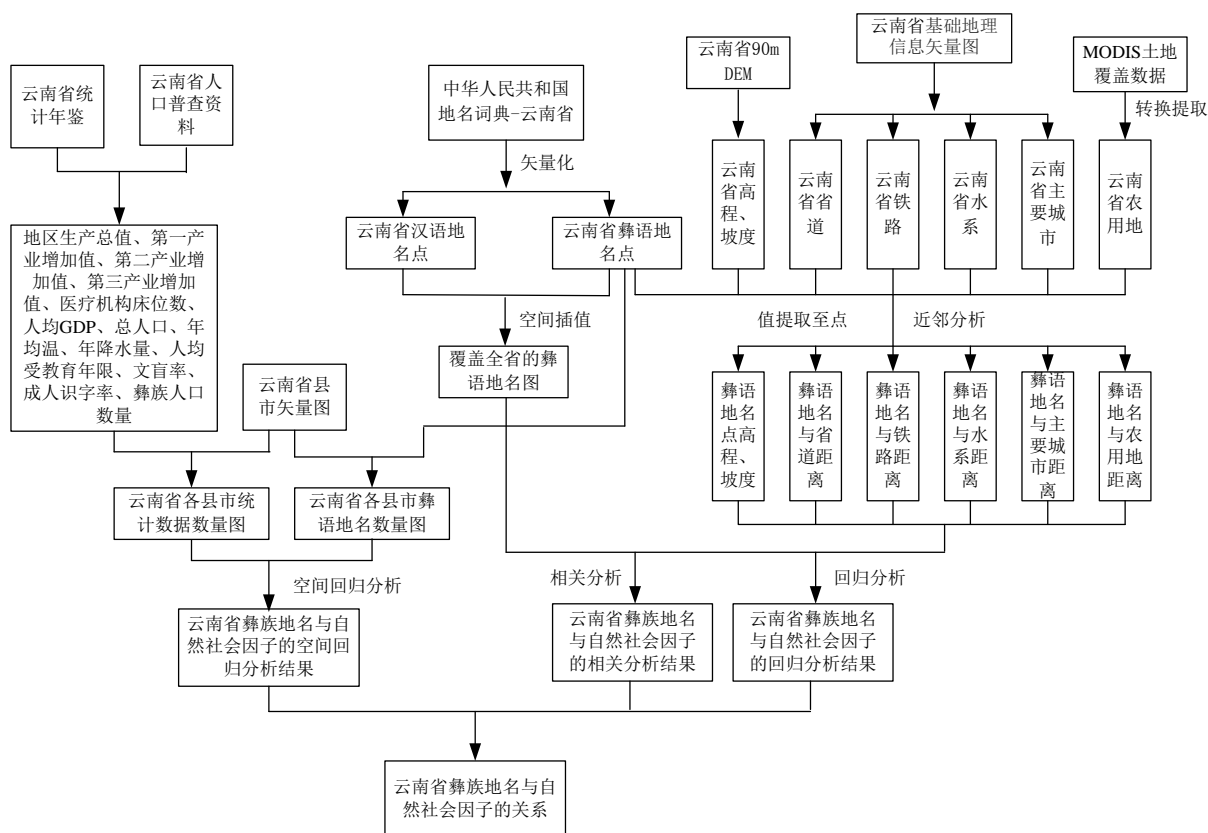 云南省统
计年鉴
云南省人
口普查资
料
中华人民共和国
地名词典-云南省
云南省90m
DEM
云南省基础地理
信息矢量图
MODIS土地
覆盖数据
转换提取
矢量化
云南省高程、坡度
云南省省道
云南省铁路
云南省水系
云南省主要城市
云南省农用地
地区生产总值、第一产
业增加值、第二产业增
加值、第三产业增加
值、医疗机构床位数、
人均GDP、总人口、年
均温、年降水量、人均
受教育年限、文盲率、
成人识字率、彝族人口
数量
云南省汉语地
名点
云南省彝语地
名点
空间插值
值提取至点
近邻分析
云南省县
市矢量图
覆盖全省的彝
语地名图
彝语
地名
点高
程、
坡度
彝语
地名
与省
道距
离
彝语
地名
与铁
路距
离
彝语
地名
与水
系距
离
彝语
地名
与主
要城
市距
离
彝语
地名
与农
用地
距离
云南省各县市统
计数据数量图
云南省各县市彝
语地名数量图
空间回归分析
相关分析
回归分析
云南省彝族地名与自
然社会因子的空间回
归分析结果
云南省彝族地名
与自然社会因子
的相关分析结果
云南省彝族地名
与自然社会因子
的回归分析结果
云南省彝族地名与自
然社会因子的关系